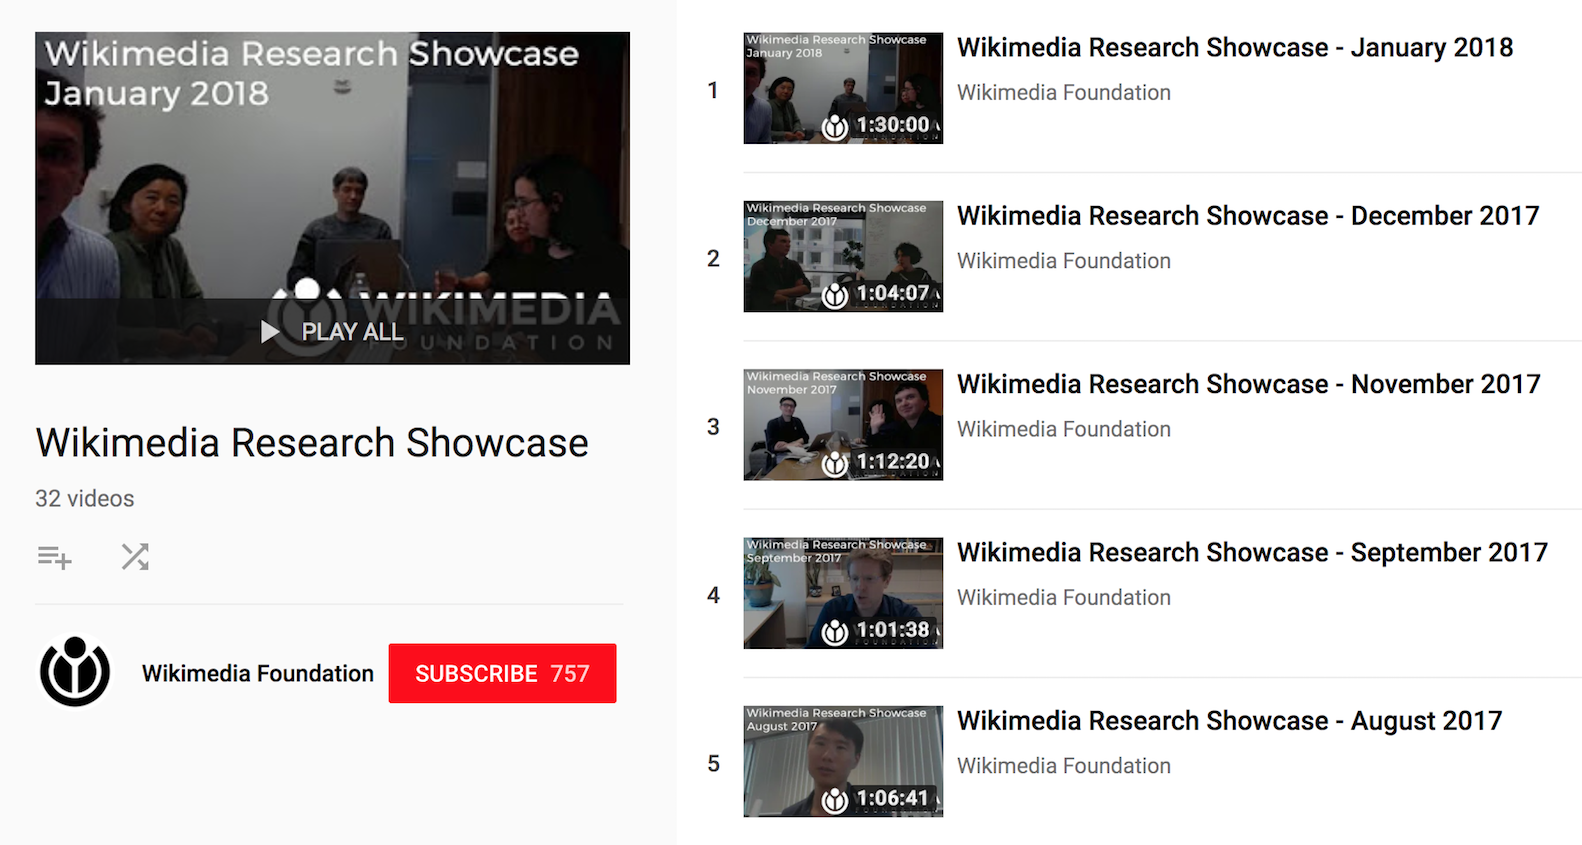 Wikimedia Research Showcase
January 2018
WIKIMEDIA
FOUNDATION
PLAY ALL
Wikimedia Research Showcase
32 videos
Wikimedia Foundation
SUBSCRIBE 757
1
Wikimedia Research Showcase
January 2018
1:30:00
Wikimedia Research Showcase - January 2018
Wikimedia Foundation
2
Wikimedia Research Showcase
December 2017
1:04:07
Wikimedia Research Showcase - December 2017
Wikimedia Foundation
3
Wikimedia Research Showcase
November 2017
1:12:20
Wikimedia Research Showcase - November 2017
Wikimedia Foundation
4
Wikimedia Research Showcase
September 2017
1:01:38
Wikimedia Research Showcase - September 2017
Wikimedia Foundation
5
Wikimedia Research Showcase
August 2017
1:06:41
Wikimedia Research Showcase - August 2017
Wikimedia Foundation